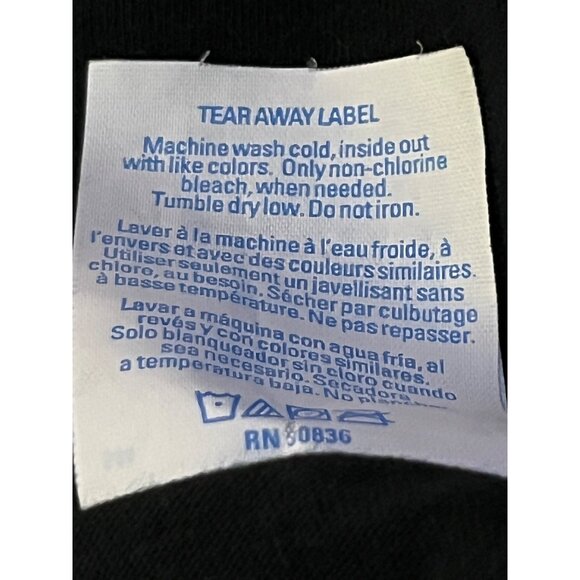 TEAR AWAY LABEL
Machine wash cold, inside out
with like colors. Only non-chlorine
bleach, when needed.
Tumble dry low. Do not iron.
Laver à la machine à l'eau froide, à
l'envers et avec des couleurs similaires.
Utiliser seulement un javellisant sans
chlore, au besoin. Sécher par culbutage
à basse température. Ne pas repasser.
Lavar a máquina con agua fría, al
revés y con colores similares.
Solo blanqueador sin cloro cuando
sea necesario. Secadora
a temperatura baja. No
RN